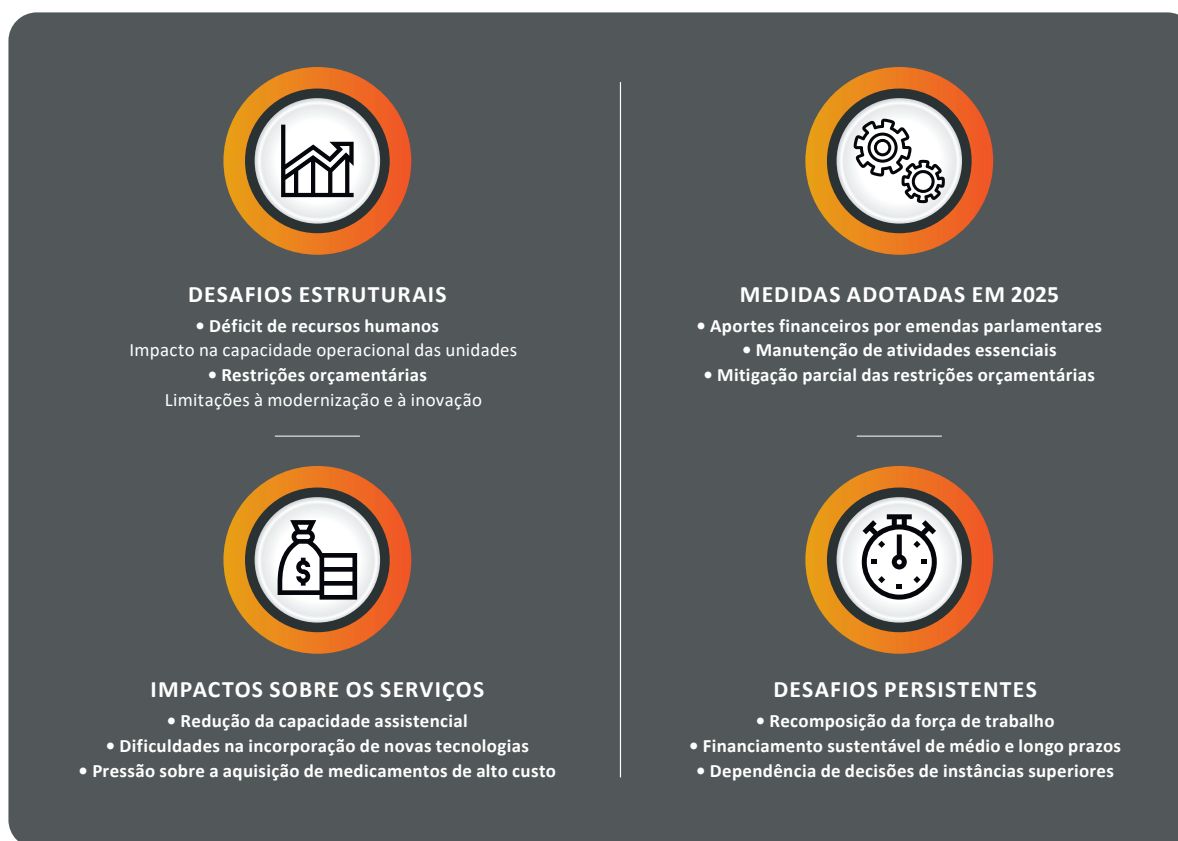 DESAFIOS ESTRUTURAIS
• Déficit de recursos humanos
Impacto na capacidade operacional das unidades
• Restrições orçamentárias
Limitações à modernização e à inovação
$
IMPACTOS SOBRE OS SERVIÇOS
• Redução da capacidade assistencial
• Dificuldades na incorporação de novas tecnologias
• Pressão sobre a aquisição de medicamentos de alto custo
MEDIDAS ADOTADAS EM 2025
• Aportes financeiros por emendas parlamentares
• Manutenção de atividades essenciais
• Mitigação parcial das restrições orçamentárias
DESAFIOS PERSISTENTES
• Recomposição da força de trabalho
• Financiamento sustentável de médio e longo prazos
• Dependência de decisões de instâncias superiores